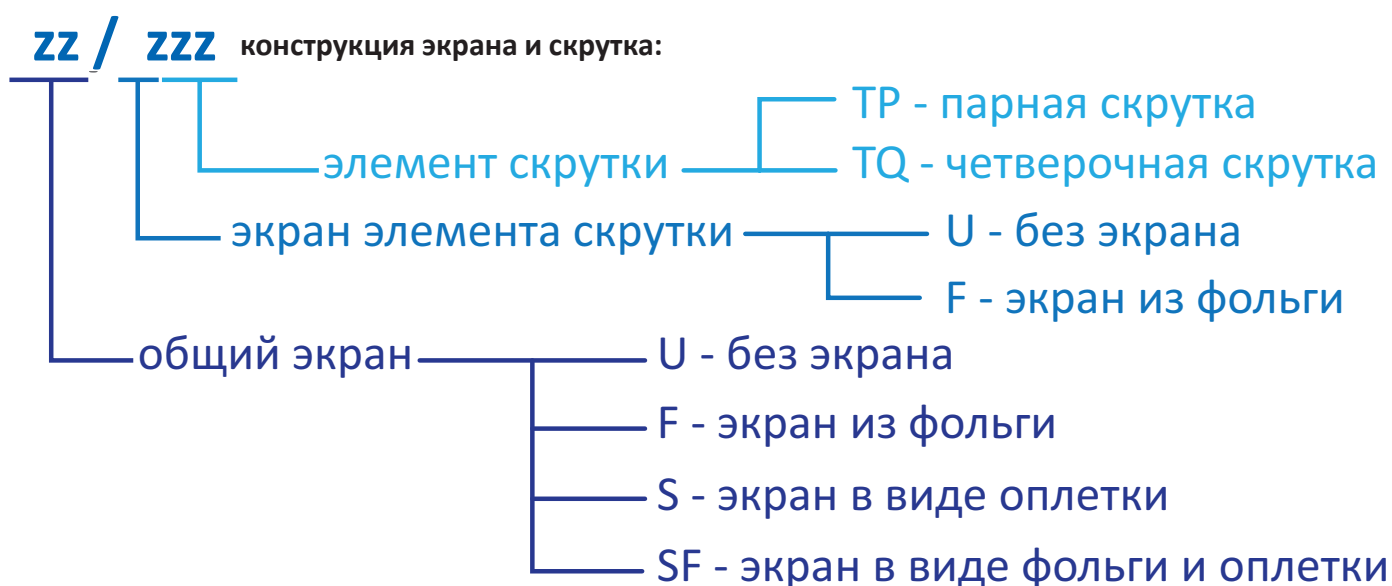 zz / zzz конструкция экрана и скрутка:
TP - парная скрутка
элемент скрутки
TQ - четверочная скрутка
экран элемента скрутки
U - без экрана
F - экран из фольги
общий экран
U - без экрана
F - экран из фольги
S - экран в виде оплетки
SF - экран в виде фольги и оплетки